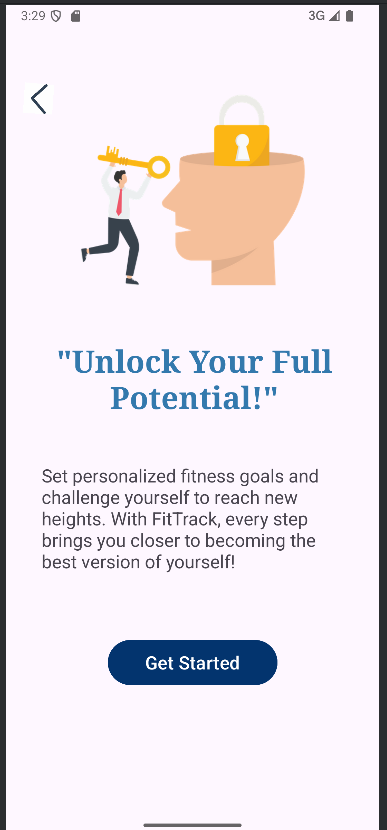 3:29
3G
"Unlock Your Full
Potential!"
Set personalized fitness goals and
challenge yourself to reach new
heights. With FitTrack, every step
brings you closer to becoming the
best version of yourself!
Get Started